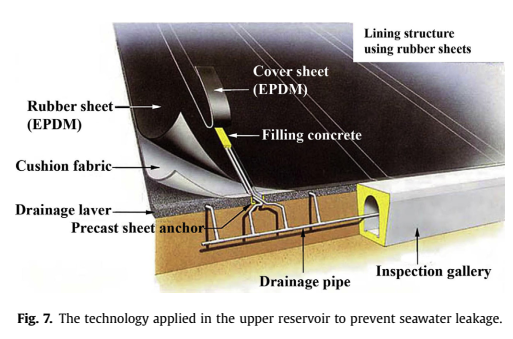 Lining structure
using rubber sheets
Cover sheet
(EPDM)
Rubber sheet
(EPDM)
Filling concrete
Cushion fabric
Drainage laver
Precast sheet anchor
Drainage pipe
Inspection gallery
Fig. 7. The technology applied in the upper reservoir to prevent seawater leakage.